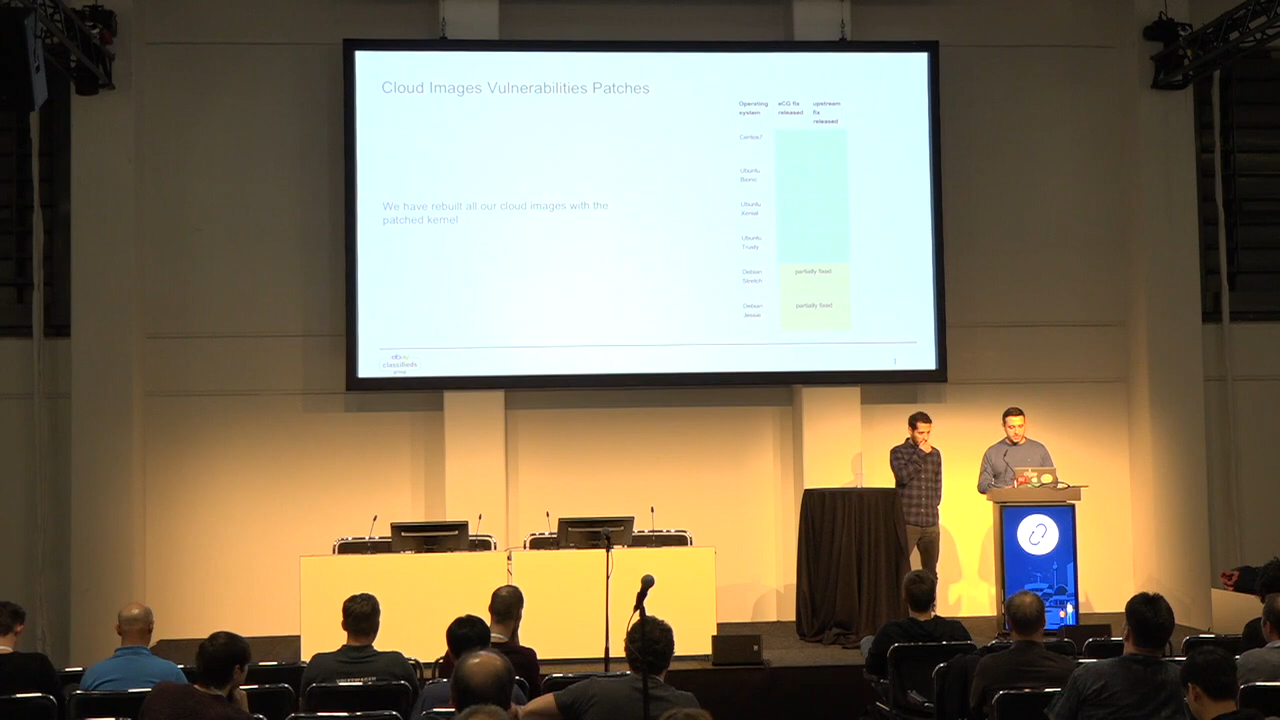 Cloud Images Vulnerabilities Patches
Operating system
eCG fix released
upstream fix released
Centos7
Ubuntu Bionic
Ubuntu Xenial
Ubuntu Trusty
Debian Stretch
partially fixed
Debian Jessie
partially fixed
We have rebuilt all our cloud images with the
patched kernel
ebay
classifieds
group
VOLKSWAGEN